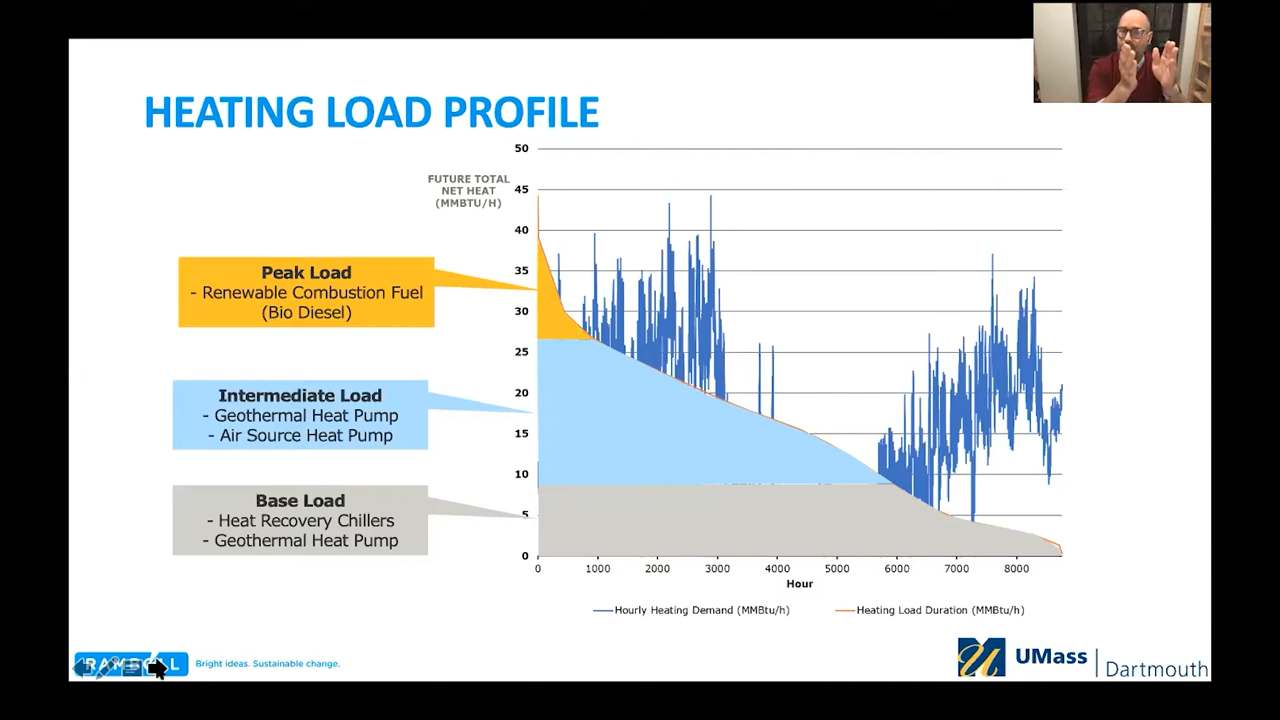 HEATING LOAD PROFILE
FUTURE TOTAL
NET HEAT
(MMBTU/H)
50
45
40
35
30
25
20
15
10
5
0
Peak Load
- Renewable Combustion Fuel
(Bio Diesel)
Intermediate Load
- Geothermal Heat Pump
- Air Source Heat Pump
Base Load
- Heat Recovery Chillers
- Geothermal Heat Pump
0 1000 2000 3000 4000 5000 6000 7000 8000
Hour
Hourly Heating Demand (MMBtu/h) Heating Load Duration (MMBtu/h)
RAMBOLL Bright ideas. Sustainable change.
UMass | Dartmouth